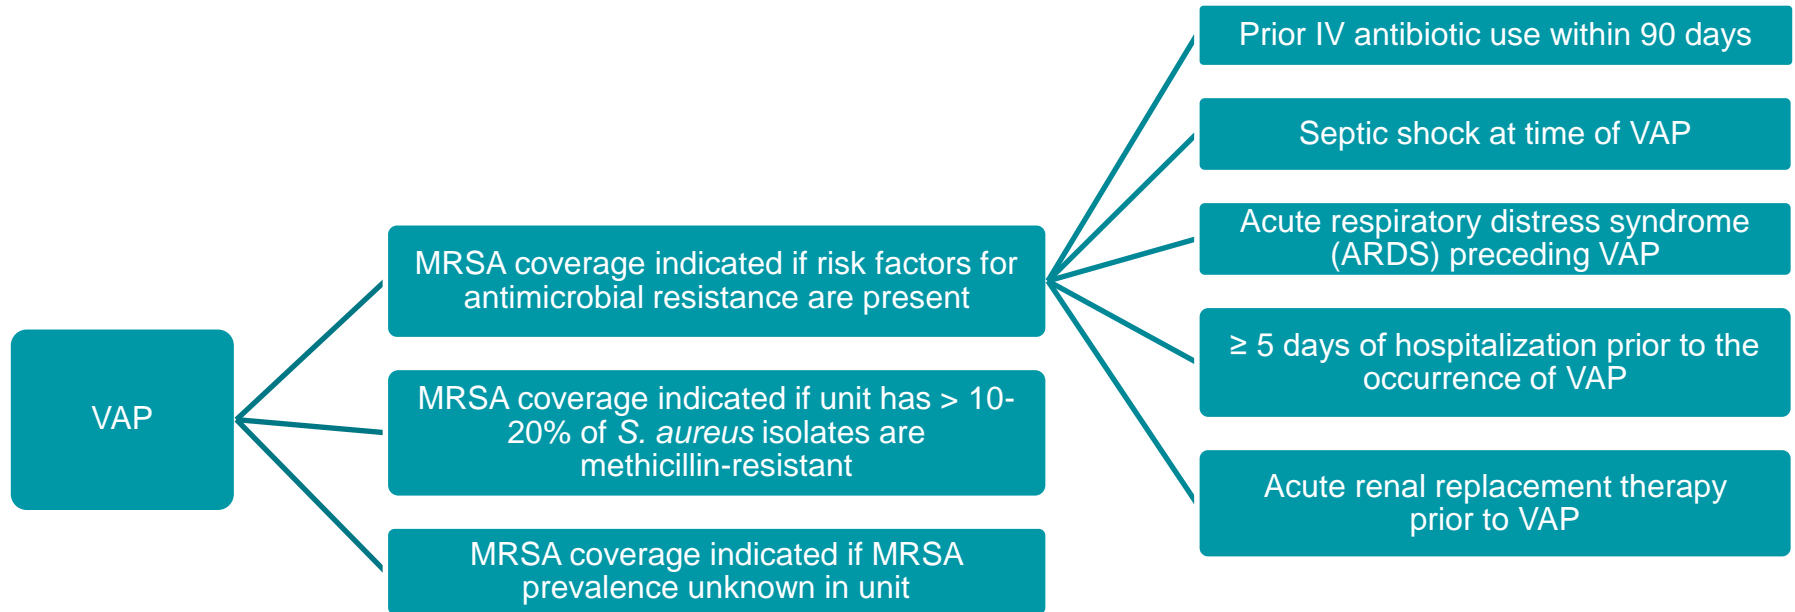 VAP
MRSA coverage indicated if risk factors for
antimicrobial resistance are present
MRSA coverage indicated if unit has > 10-
20% of S. aureus isolates are
methicillin-resistant
MRSA coverage indicated if MRSA
prevalence unknown in unit
Prior IV antibiotic use within 90 days
Septic shock at time of VAP
Acute respiratory distress syndrome
(ARDS) preceding VAP
≥ 5 days of hospitalization prior to the
occurrence of VAP
Acute renal replacement therapy
prior to VAP